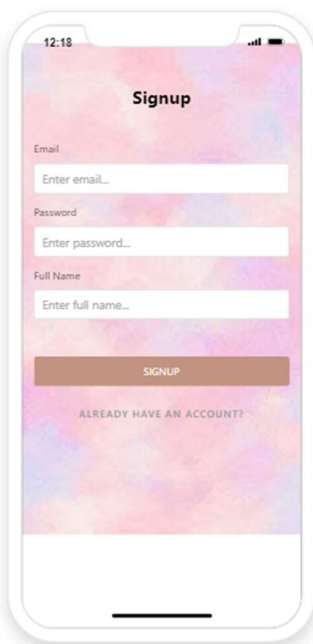 12:18
Signup
Email
Enter email...
Password
Enter password...
Full Name
Enter full name...
SIGNUP
ALREADY HAVE AN ACCOUNT?